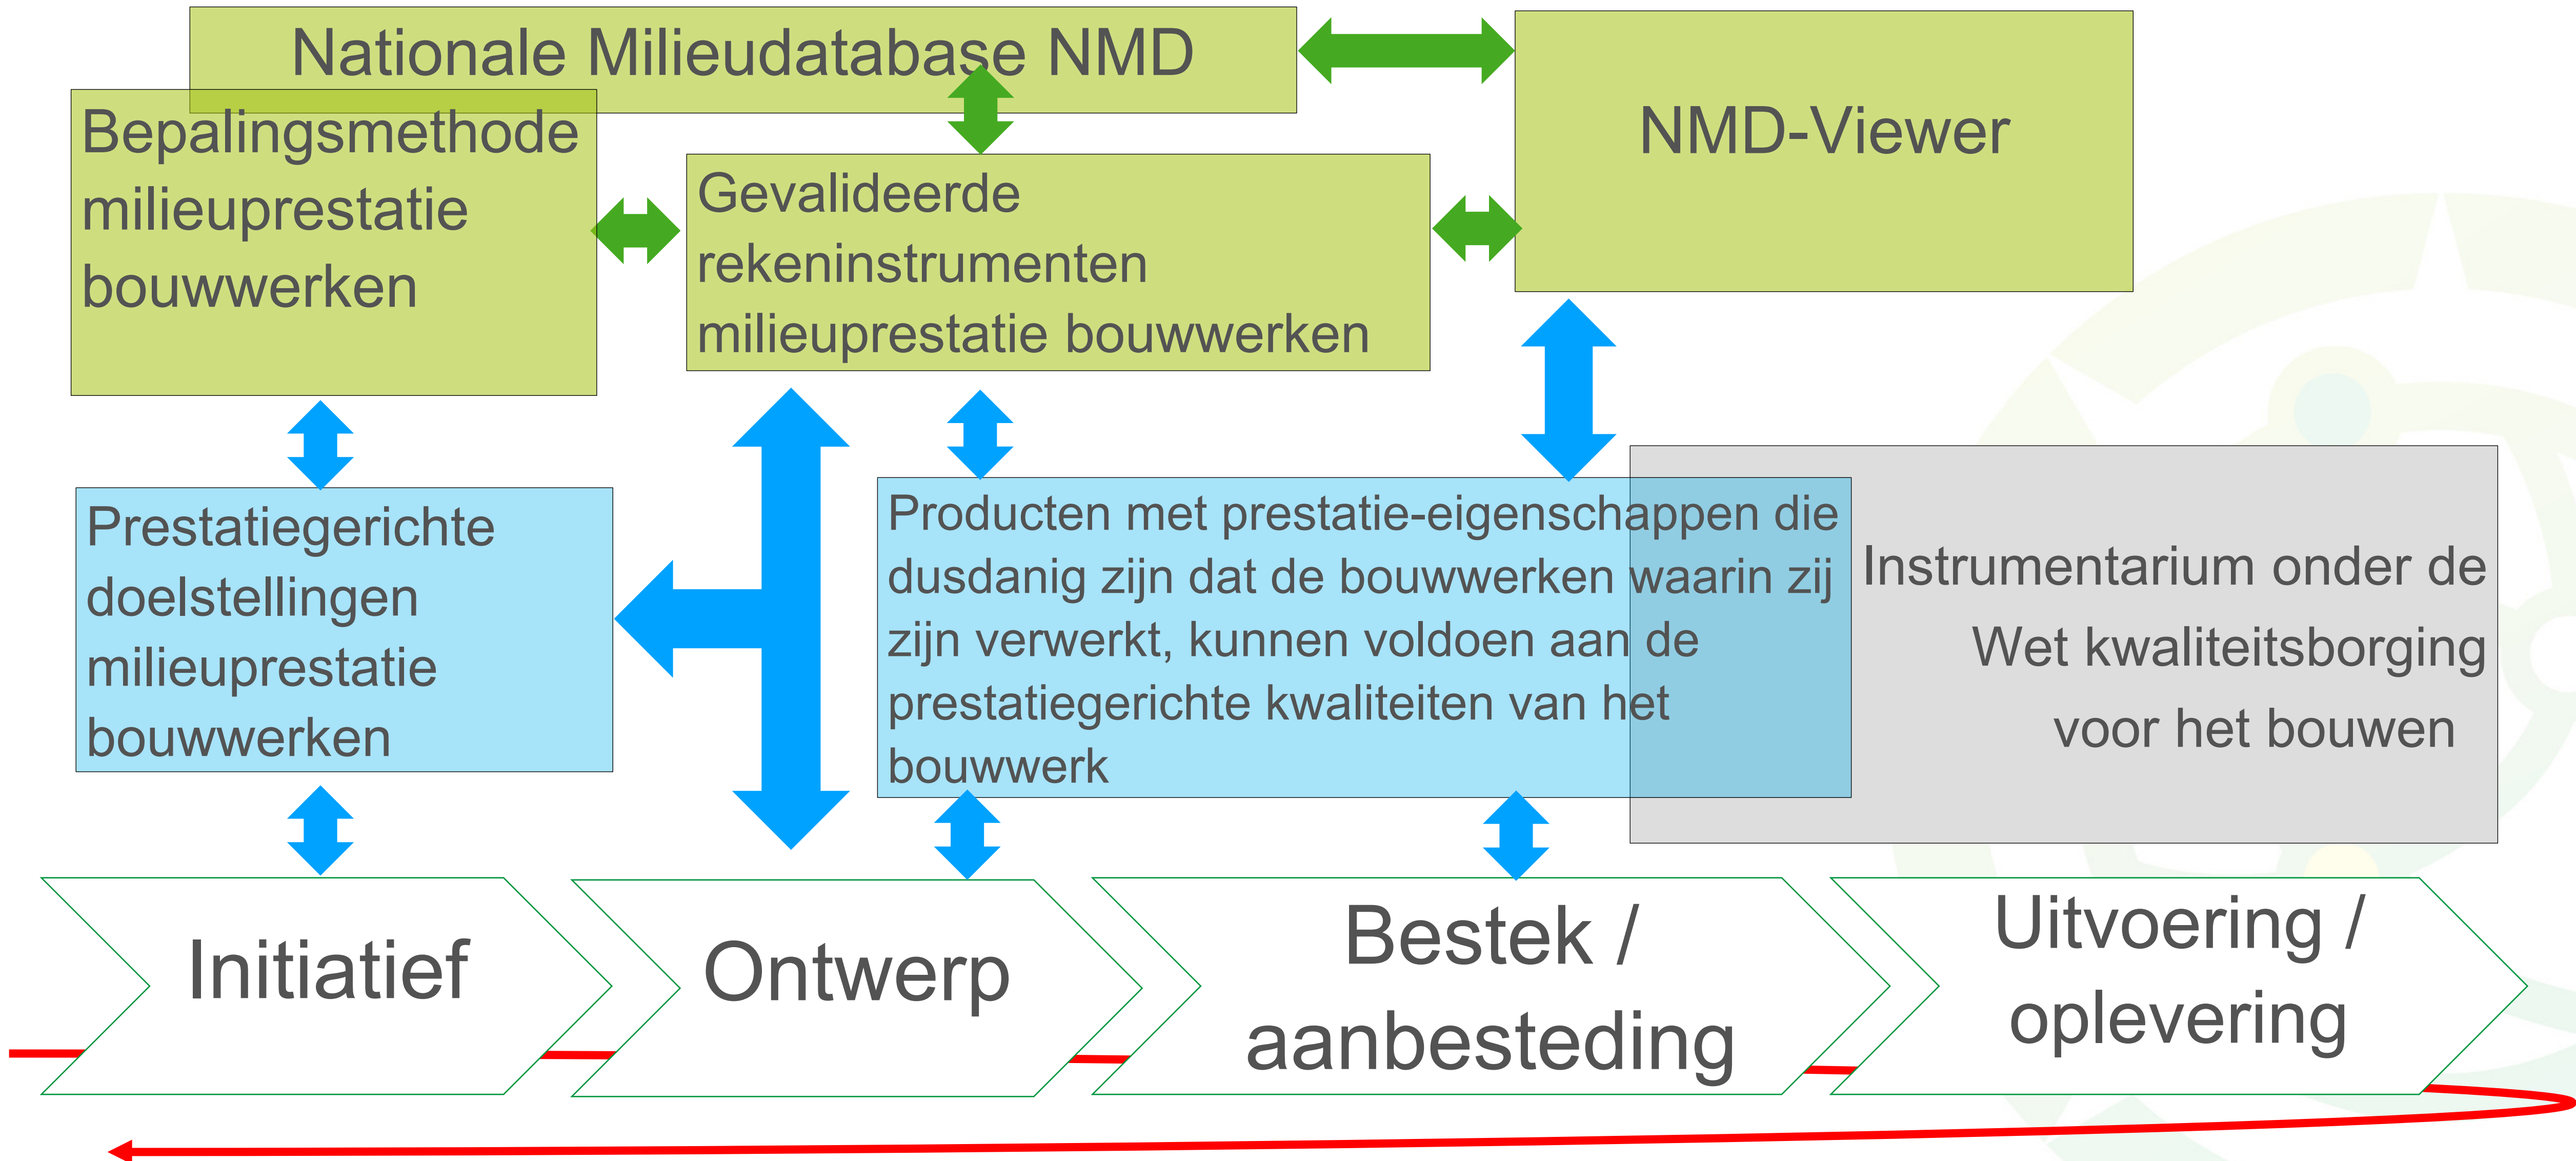 Nationale Milieudatabase NMD
Bepalingsmethode
milieuprestatie
bouwwerken
Gevalideerde
rekeninstrumenten
milieuprestatie bouwwerken
NMD-Viewer
Prestatiegerichte
doelstellingen
milieuprestatie
bouwwerken
Producten met prestatie-eigenschappen die
dusdanig zijn dat de bouwwerken waarin zij
zijn verwerkt, kunnen voldoen aan de
prestatiegerichte kwaliteiten van het
bouwwerk
Instrumentarium onder de
Wet kwaliteitsborging
voor het bouwen
Initiatief
Ontwerp
Bestek /
aanbesteding
Uitvoering /
oplevering